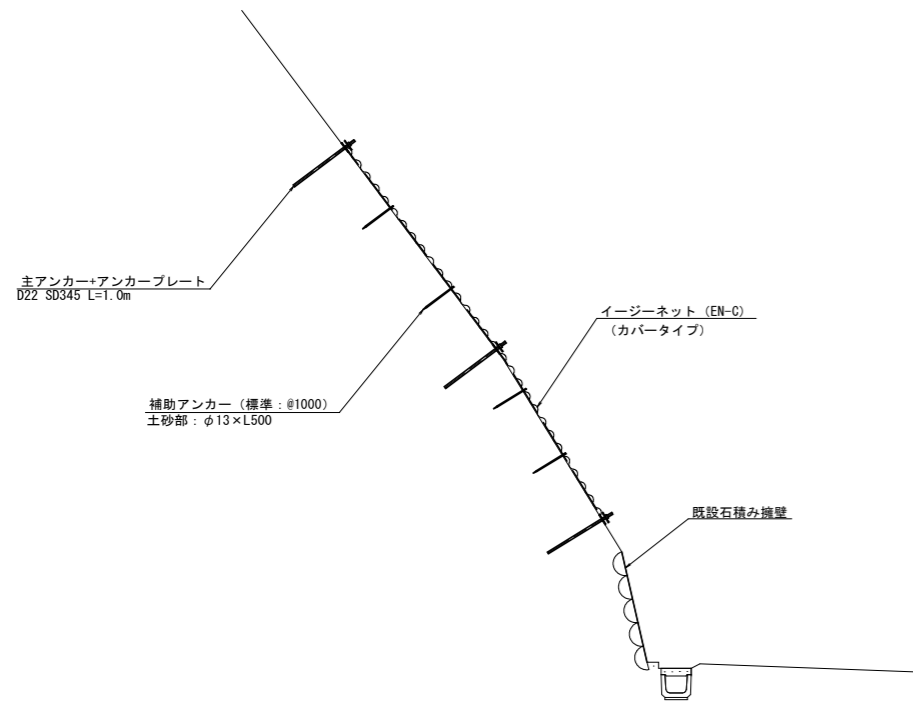 主アンカー+アンカープレート
D22 SD345 L=1.0m
イージーネット（EN-C）
（カバータイプ）
補助アンカー（標準：@1000）
土砂部：φ13×L500
既設石積み擁壁